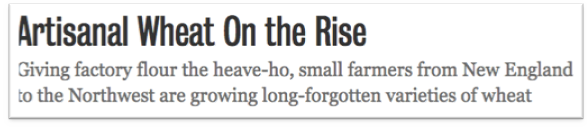 Artisanal Wheat On the Rise
Giving factory flour the heave-ho, small farmers from New England
to the Northwest are growing long-forgotten varieties of wheat